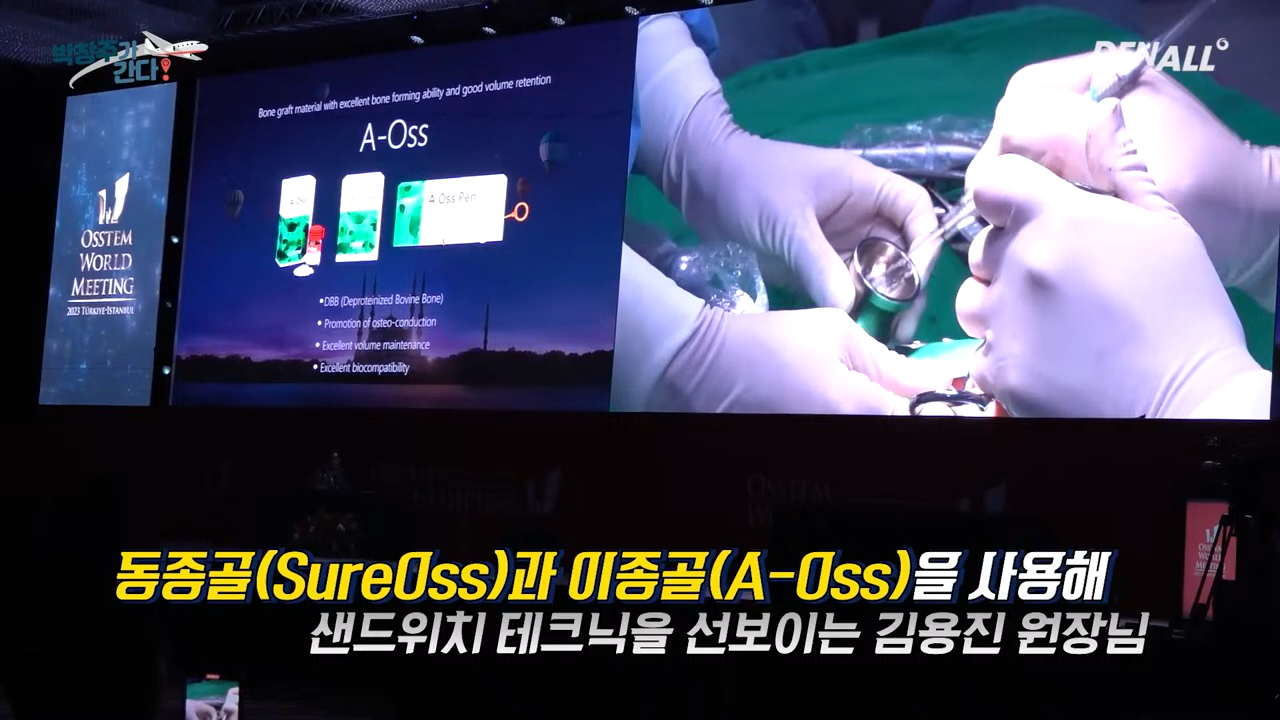 박창주가
간다!
DENALL
OSSTEM
WORLD
MEETING
2023 TÜRKIYE-ISTANBUL
Bone graft material with excellent bone forming ability and good volume retention
A-Oss
A-Oss Pen
•DBB (Deproteinized Bovine Bone)
• Promotion of osteo-conduction
• Excellent volume maintenance
• Excellent biocompatibility
OSSTEM
동종골(SureOss)과 이종골(A-Oss)을 사용해
샌드위치 테크닉을 선보이는 김용진 원장님